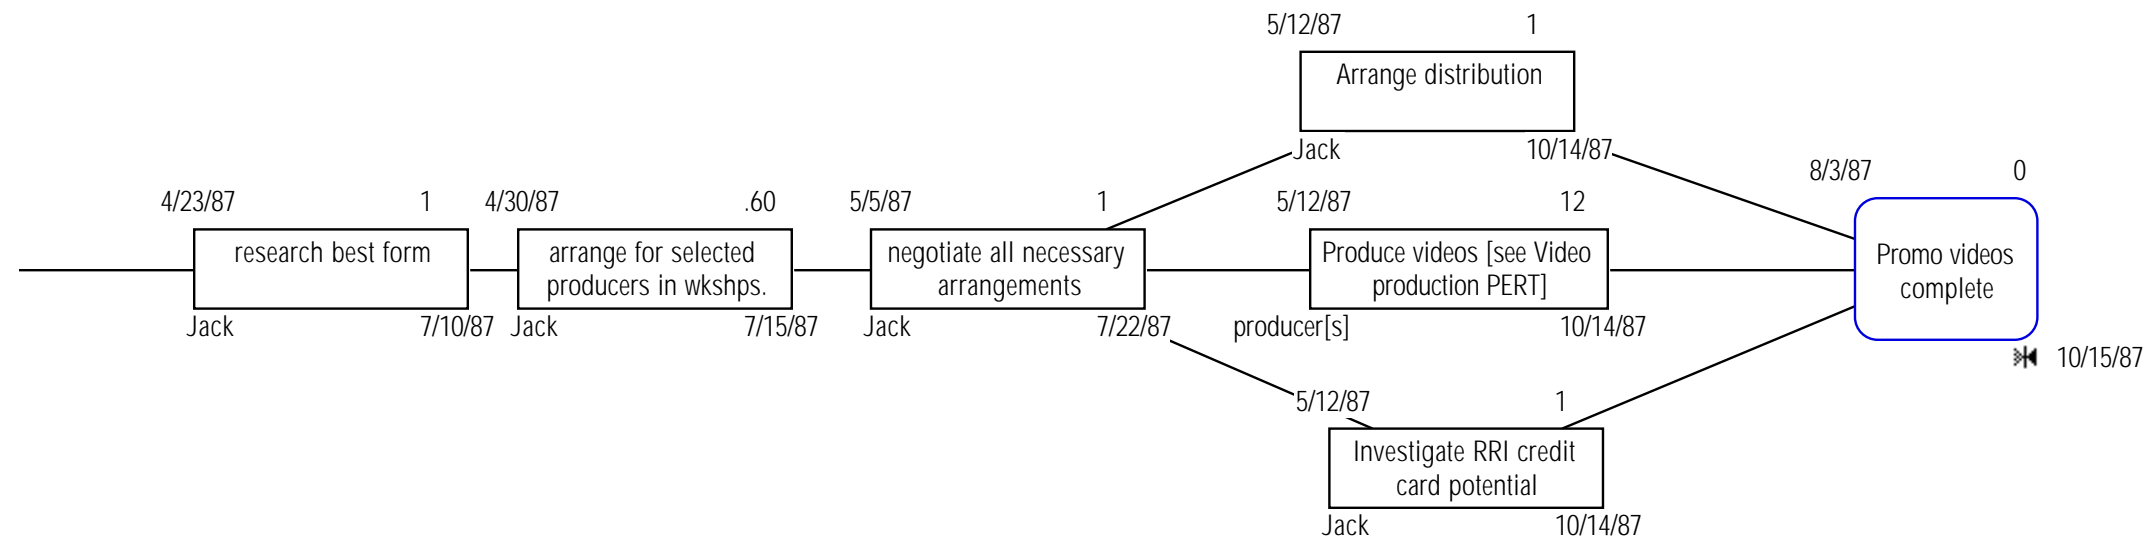 5/12/87 1
Arrange distribution
Jack 10/14/87
8/3/87 0
4/23/87 1 4/30/87 .60 5/5/87 1 5/12/87 12
research best form
arrange for selected
producers in wkshps.
negotiate all necessary
arrangements
Produce videos [see Video
production PERT]
Promo videos
complete
Jack 7/10/87 Jack 7/15/87 Jack 7/22/87 producer[s] 10/14/87
10/15/87
5/12/87 1
Investigate RRI credit
card potential
Jack 10/14/87